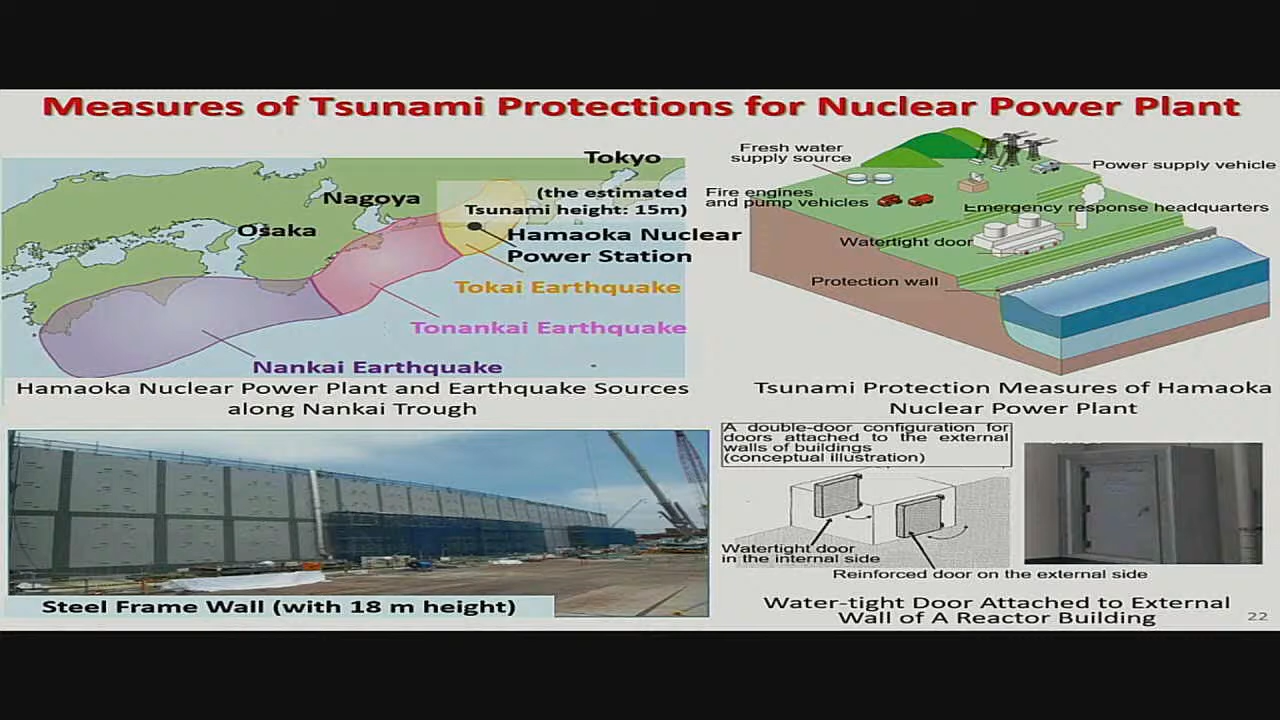 Measures of Tsunami Protections for Nuclear Power Plant
Tokyo
Nagoya
(the estimated
Tsunami height: 15m)
Osaka
Hamaoka Nuclear
Power Station
Tokai Earthquake
Tonankai Earthquake
Nankai Earthquake
Hamaoka Nuclear Power Plant and Earthquake Sources
along Nankai Trough
Fresh water
supply source
Power supply vehicle
Fire engines
and pump vehicles
Emergency response headquarters
Watertight door
Protection wall
Tsunami Protection Measures of Hamaoka
Nuclear Power Plant
Steel Frame Wall (with 18 m height)
A double-door configuration for
doors attached to the external
walls of buildings
(conceptual illustration)
Watertight door
in the internal side
Reinforced door on the external side
Water-tight Door Attached to External
Wall of A Reactor Building
22